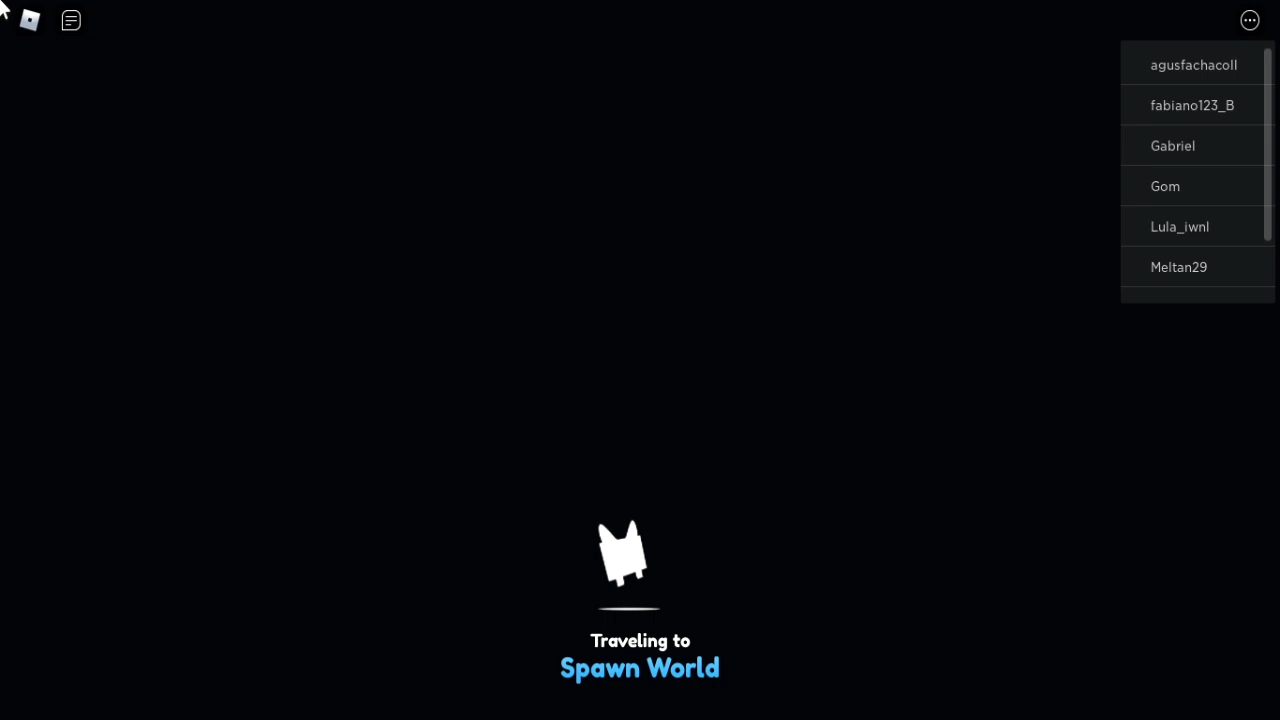 agusfachacoll
fabiano123_B
Gabriel
Gom
Lula_iwnl
Meltan29
Traveling to
Spawn World